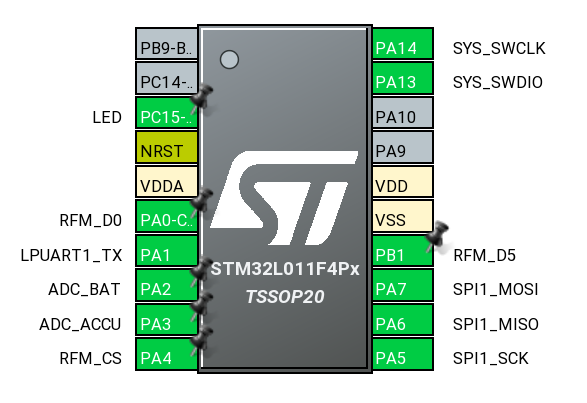 PB9-B..
PC14-..
LED PC15-..
NRST
VDDA
RFM_D0 PA0-C..
LPUART1_TX PA1
ADC_BAT PA2
ADC_ACCU PA3
RFM_CS PA4
ST
STM32L011F4Px
TSSOP20
PA14 SYS_SWCLK
PA13 SYS_SWDIO
PA10
PA9
VDD
VSS
PB1 RFM_D5
PA7 SPI1_MOSI
PA6 SPI1_MISO
PA5 SPI1_SCK